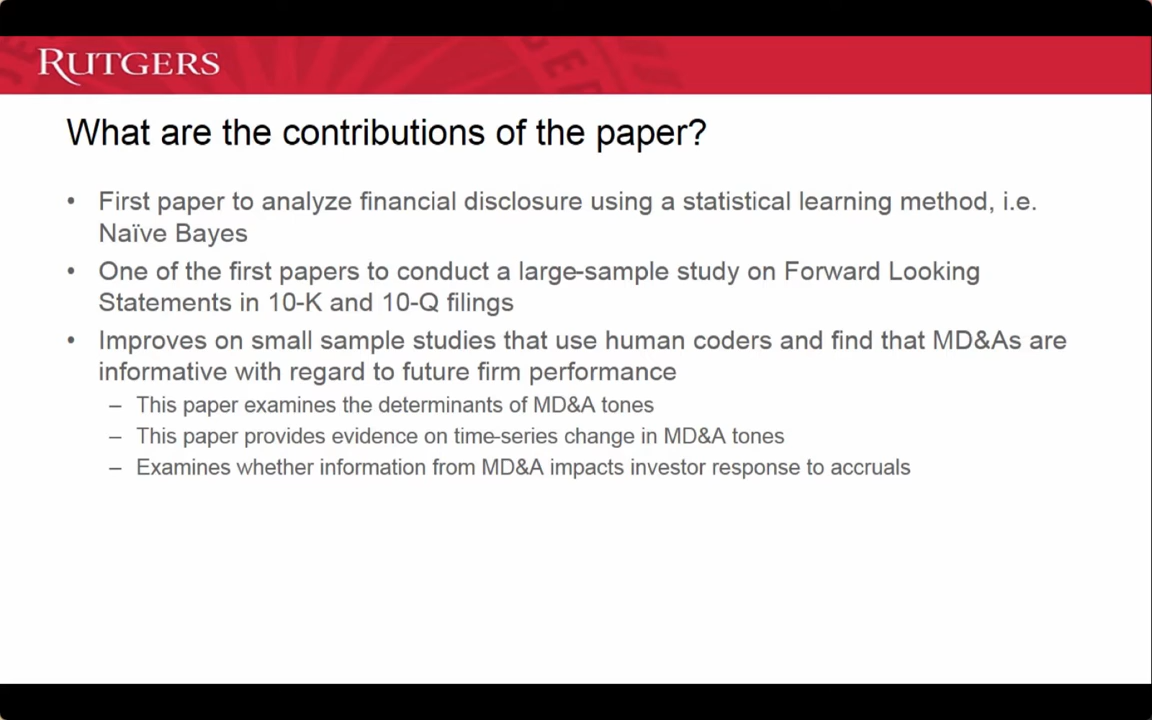 RUTGERS
What are the contributions of the paper?
• First paper to analyze financial disclosure using a statistical learning method, i.e.
Naïve Bayes
• One of the first papers to conduct a large-sample study on Forward Looking
Statements in 10-K and 10-Q filings
• Improves on small sample studies that use human coders and find that MD&As are
informative with regard to future firm performance
– This paper examines the determinants of MD&A tones
– This paper provides evidence on time-series change in MD&A tones
– Examines whether information from MD&A impacts investor response to accruals